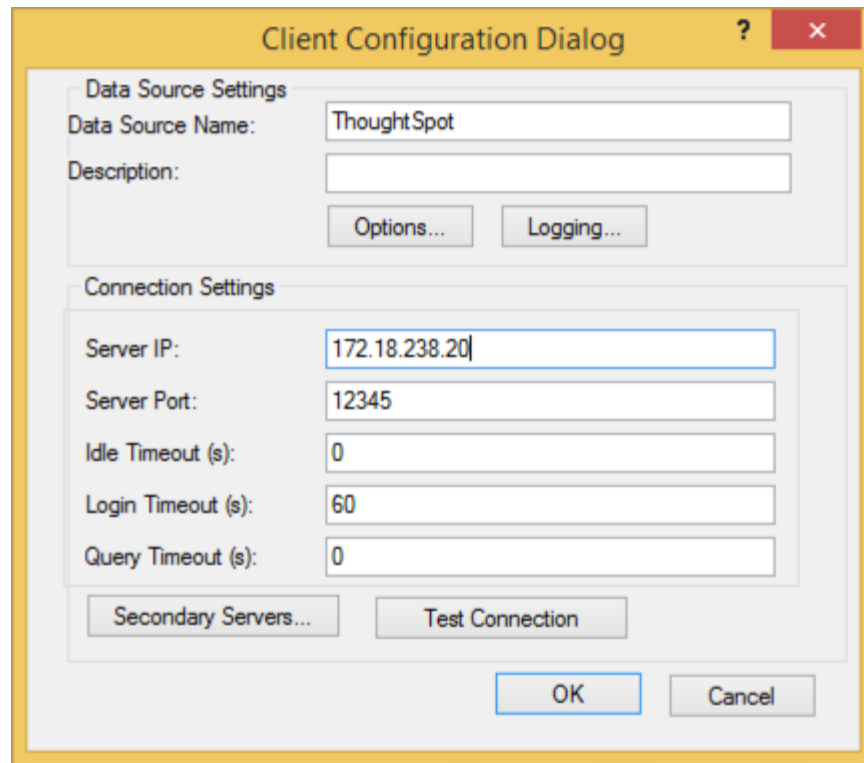 Client Configuration Dialog ? ×
Data Source Settings
Data Source Name: ThoughtSpot
Description:
Options... Logging...
Connection Settings
Server IP: 172.18.238.20
Server Port: 12345
Idle Timeout (s): 0
Login Timeout (s): 60
Query Timeout (s): 0
Secondary Servers... Test Connection
OK Cancel